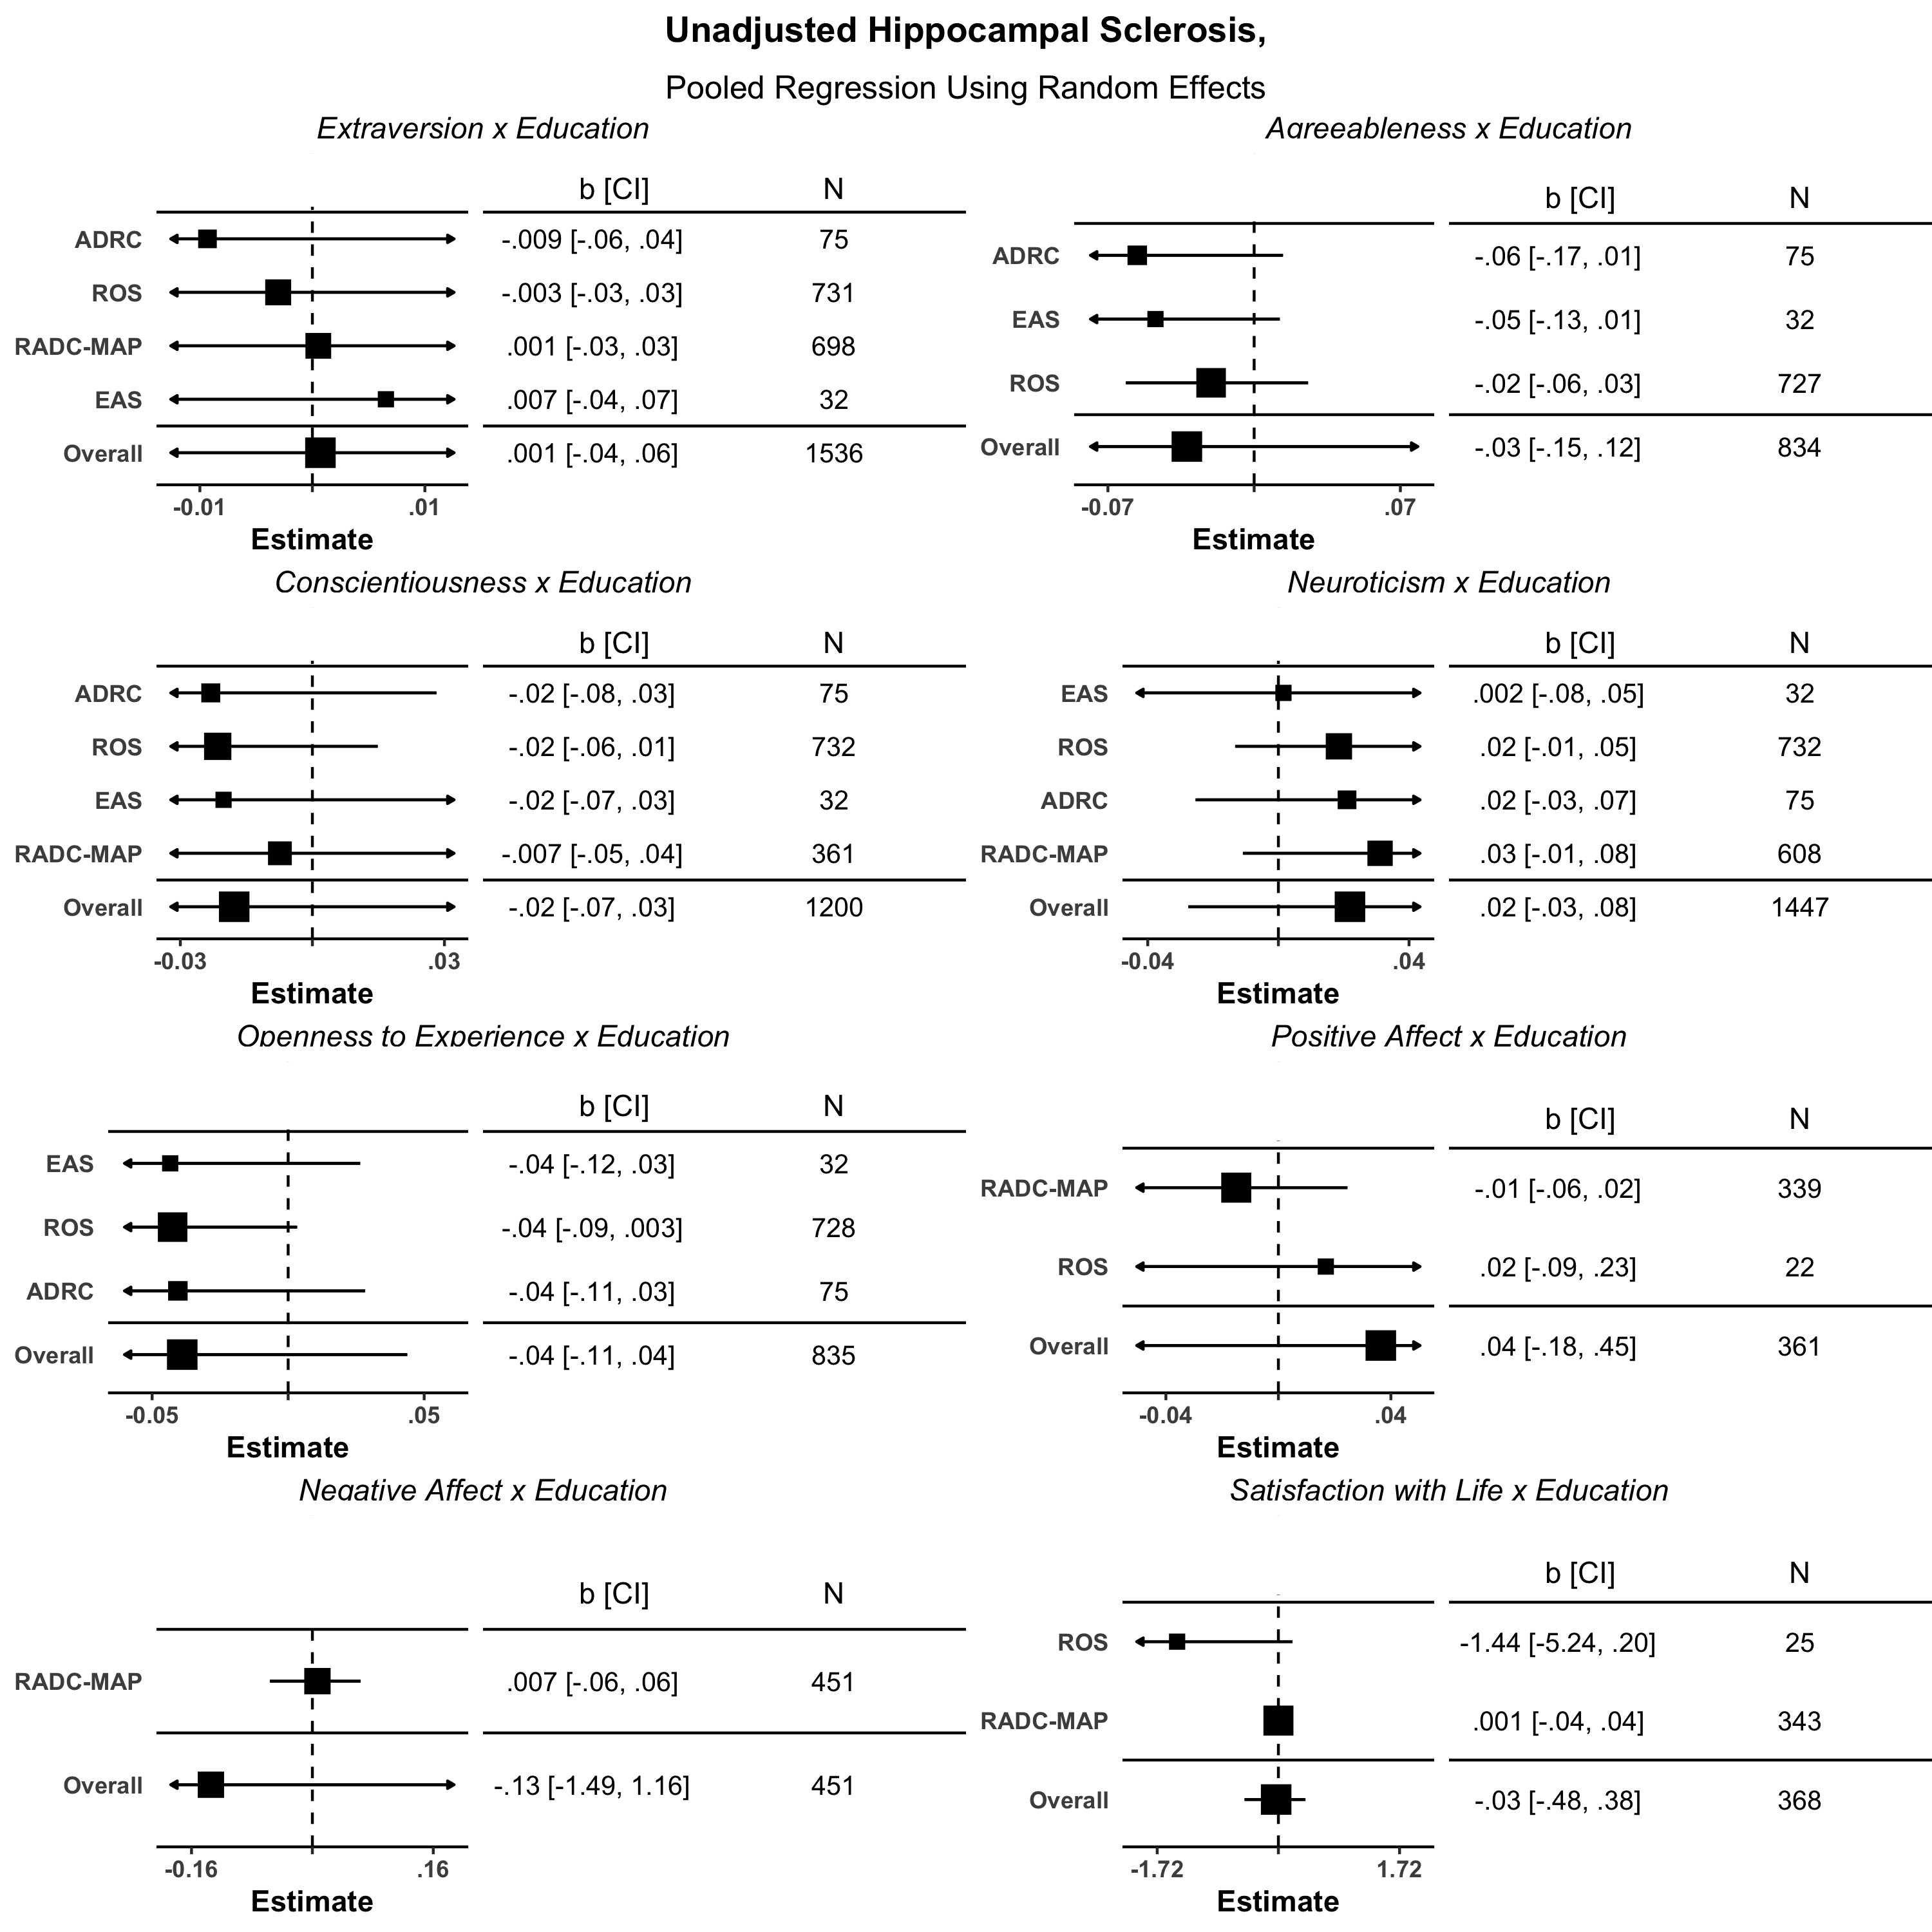 Unadjusted Hippocampal Sclerosis,
Pooled Regression Using Random Effects
Extraversion x Education
b [CI] N
ADRC -.009 [-.06, .04] 75
ROS -.003 [-.03, .03] 731
RADC-MAP .001 [-.03, .03] 698
EAS .007 [-.04, .07] 32
Overall .001 [-.04, .06] 1536
-0.01 .01
Estimate
Agreeableness x Education
b [CI] N
ADRC -.06 [-.17, .01] 75
EAS -.05 [-.13, .01] 32
ROS -.02 [-.06, .03] 727
Overall -.03 [-.15, .12] 834
-0.07 .07
Estimate
Conscientiousness x Education
b [CI] N
ADRC -.02 [-.08, .03] 75
ROS -.02 [-.06, .01] 732
EAS -.02 [-.07, .03] 32
RADC-MAP -.007 [-.05, .04] 361
Overall -.02 [-.07, .03] 1200
-0.03 .03
Estimate
Neuroticism x Education
b [CI] N
EAS .002 [-.08, .05] 32
ROS .02 [-.01, .05] 732
ADRC .02 [-.03, .07] 75
RADC-MAP .03 [-.01, .08] 608
Overall .02 [-.03, .08] 1447
-0.04 .04
Estimate
Openness to Experience x Education
b [CI] N
EAS -.04 [-.12, .03] 32
ROS -.04 [-.09, .003] 728
ADRC -.04 [-.11, .03] 75
Overall -.04 [-.11, .04] 835
-0.05 .05
Estimate
Positive Affect x Education
b [CI] N
RADC-MAP -.01 [-.06, .02] 339
ROS .02 [-.09, .23] 22
Overall .04 [-.18, .45] 361
-0.04 .04
Estimate
Negative Affect x Education
b [CI] N
RADC-MAP .007 [-.06, .06] 451
Overall -.13 [-1.49, 1.16] 451
-0.16 .16
Estimate
Satisfaction with Life x Education
b [CI] N
ROS -1.44 [-5.24, .20] 25
RADC-MAP .001 [-.04, .04] 343
Overall -.03 [-.48, .38] 368
-1.72 1.72
Estimate